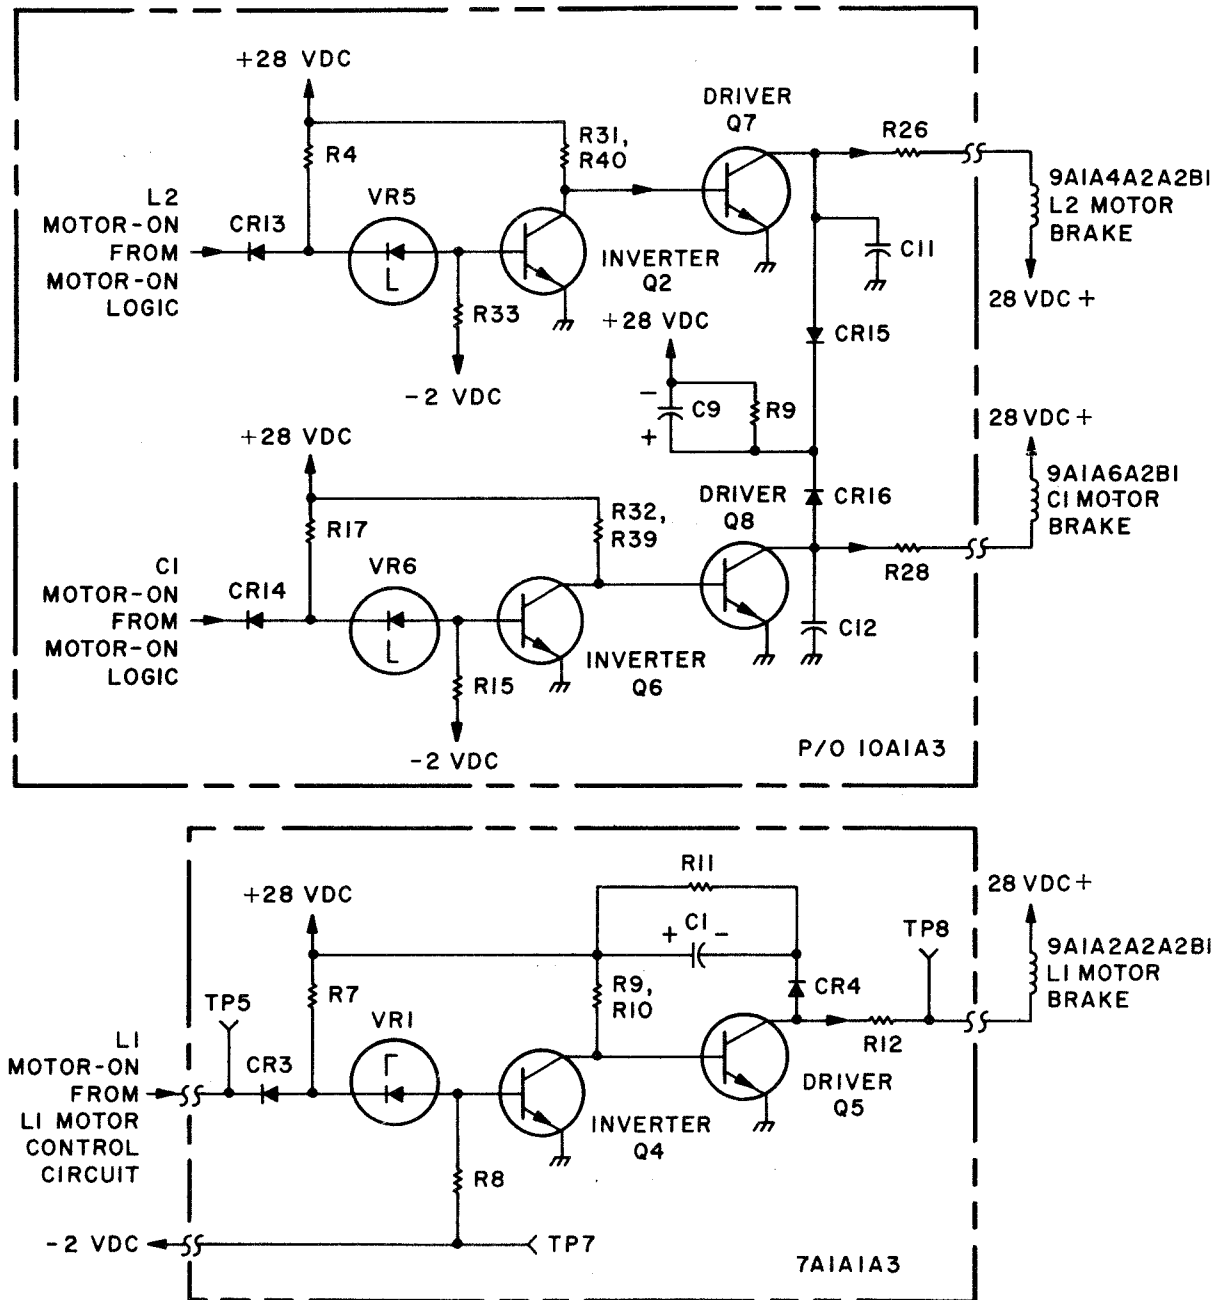 +28 VDC
R4
R31,
R40
DRIVER
Q7
R26
L2
MOTOR-ON
FROM
MOTOR-ON
LOGIC
CR13
VR5
R33
-2 VDC
INVERTER
Q2
C11
9A1A4A2A2B1
L2 MOTOR
BRAKE
28 VDC +
+28 VDC
CR15
-
C9
+
R9
28 VDC +
9A1A6A2B1
C1 MOTOR
BRAKE
+28 VDC
R17
R32,
R39
DRIVER
Q8
CR16
R28
C1
MOTOR-ON
FROM
MOTOR-ON
LOGIC
CR14
VR6
R15
-2 VDC
INVERTER
Q6
C12
P/O 10A1A3
R11
+28 VDC
+ C1 -
TP8
28 VDC +
9A1A2A2A2B1
L1 MOTOR
BRAKE
TP5
R7
VR1
R9,
R10
CR4
R12
L1
MOTOR-ON
FROM
L1 MOTOR
CONTROL
CIRCUIT
CR3
R8
INVERTER
Q4
DRIVER
Q5
-2 VDC
TP7
7A1A1A3